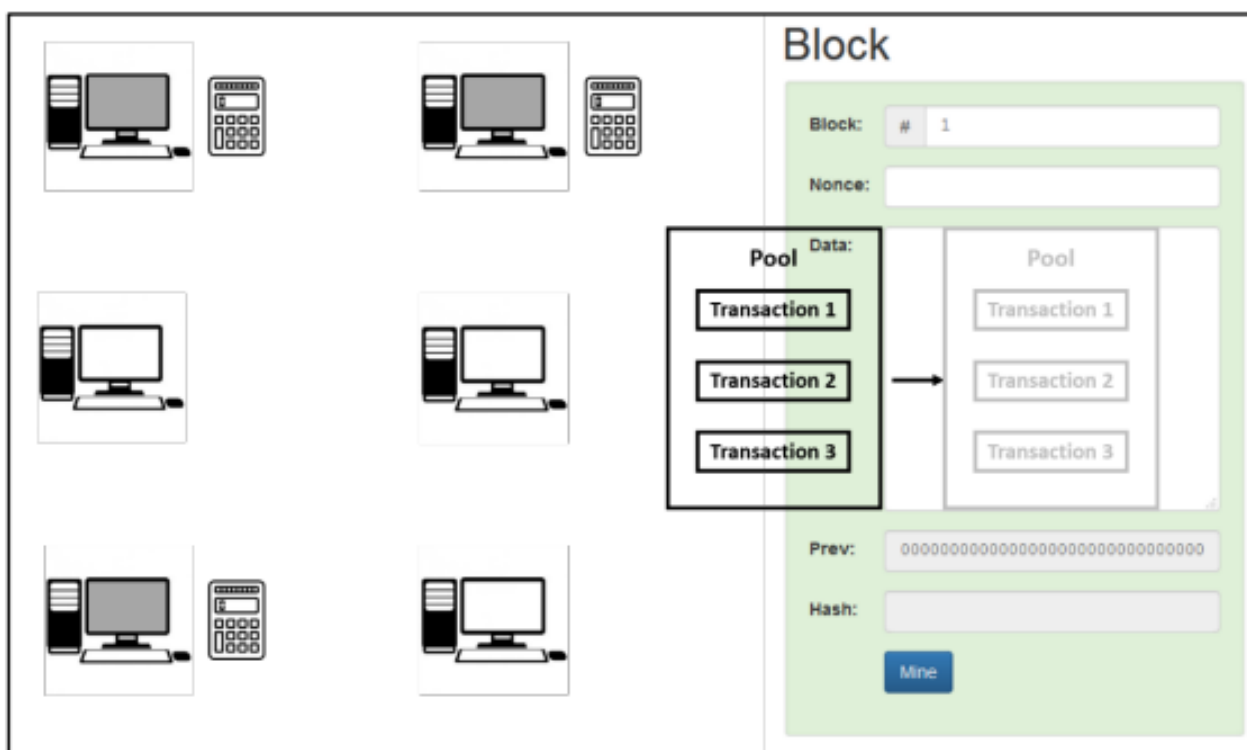 Block
Block: # 1
Nonce:
Data:
Pool
Transaction 1
Transaction 2
Transaction 3
Pool
Transaction 1
Transaction 2
Transaction 3
Prev: 00000000000000000000000000000000
Hash:
Mine